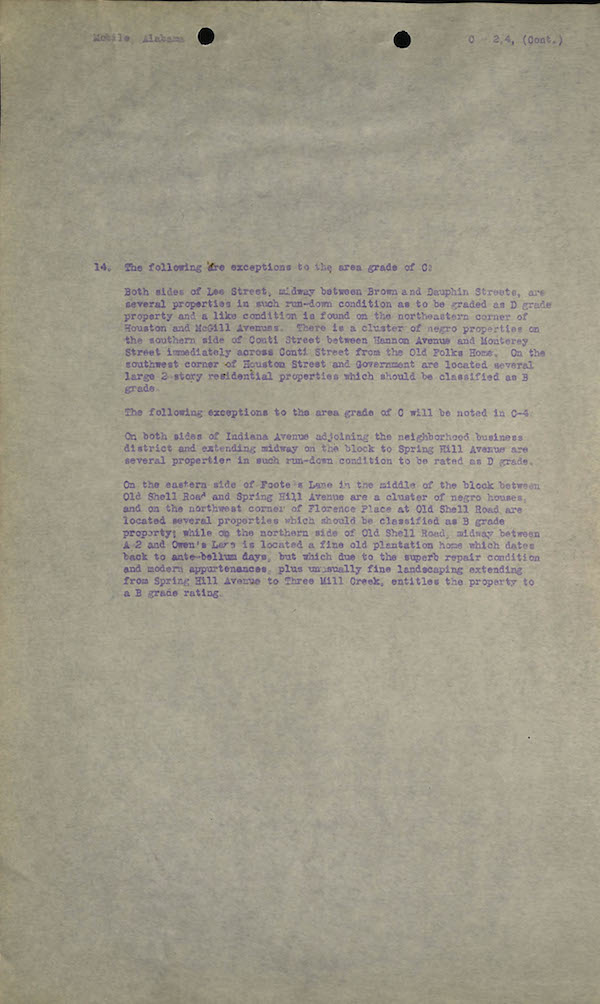 Mobile, Alabama C - 2,4, (Cont.)
14. The following are exceptions to the area grade of C:
Both sides of Lee Street, midway between Brown and Dauphin Streets, are
several properties in such run-down condition as to be graded as D grade
property and a like condition is found on the northeastern corner of
Houston and McGill Avenues. There is a cluster of negro properties on
the southern side of Conti Street between Hannon Avenue and Monterey
Street immediately across Conti Street from the Old Folks Home. On the
southwest corner of Houston Street and Government are located several
large 2-story residential properties which should be classified as B
grade.
The following exceptions to the area grade of C will be noted in C-4.
On both sides of Indiana Avenue adjoining the neighborhood business
district and extending midway on the block to Spring Hill Avenue are
several properties in such run-down condition to be rated as D grade.
On the eastern side of Foote's Lane in the middle of the block between
Old Shell Road and Spring Hill Avenue are a cluster of negro houses,
and on the northwest corner of Florence Place at Old Shell Road are
located several properties which should be classified as B grade
property; while on the northern side of Old Shell Road, midway between
A-2 and Owen's Lane is located a fine old plantation home which dates
back to ante-bellum days, but which due to the superb repair condition
and modern appurtenances, plus unusually fine landscaping extending
from Spring Hill Avenue to Three Mill Creek, entitles the property to
a B grade rating.